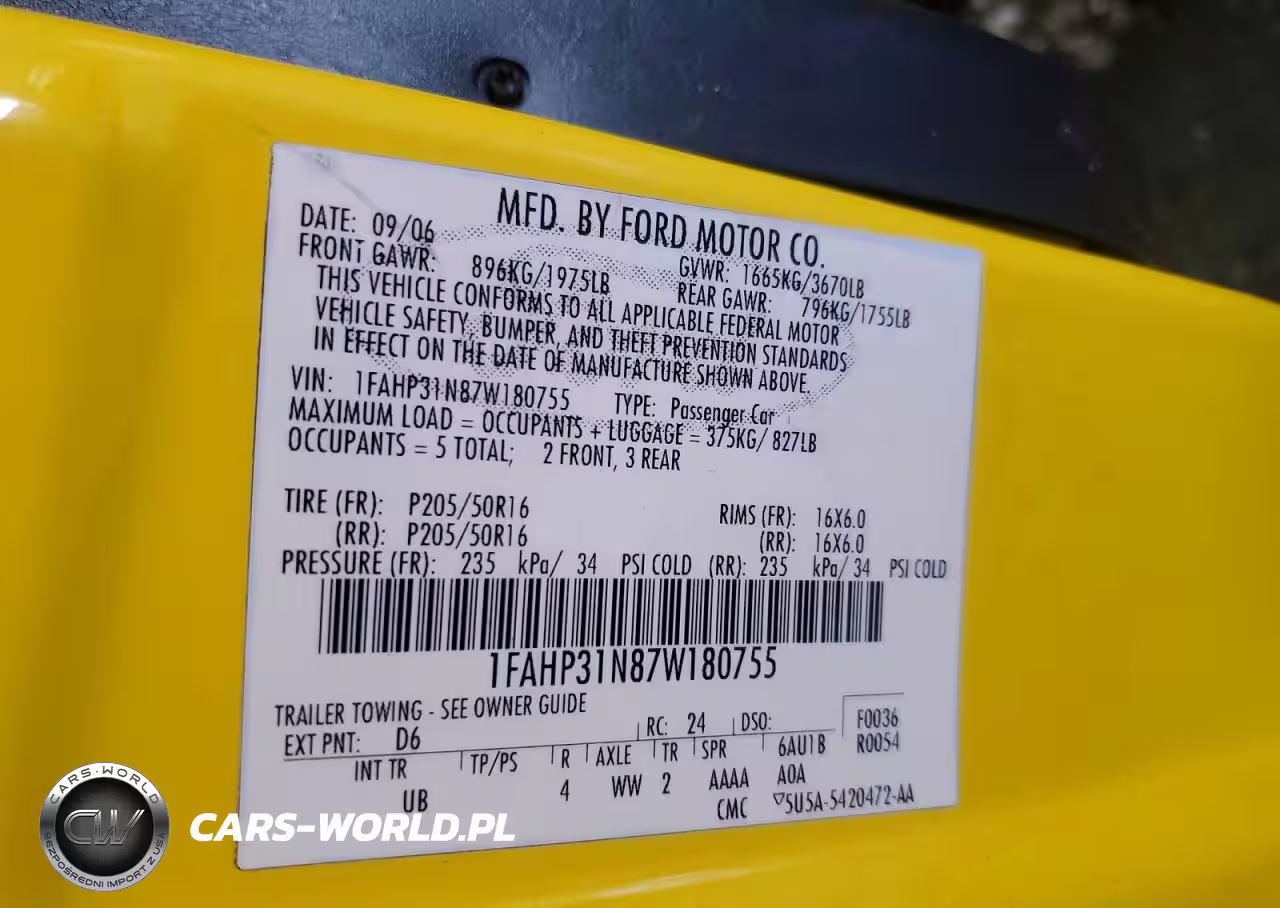 MFD. BY FORD MOTOR CO.
DATE: 09/06 GVWR: 1665KG/3670LB
FRONT GAWR: 896KG/1975LB REAR GAWR: 796KG/1755LB
THIS VEHICLE CONFORMS TO ALL APPLICABLE FEDERAL MOTOR
VEHICLE SAFETY, BUMPER, AND THEFT PREVENTION STANDARDS
IN EFFECT ON THE DATE OF MANUFACTURE SHOWN ABOVE.
VIN: 1FAHP31N87W180755 TYPE: Passenger Car
MAXIMUM LOAD = OCCUPANTS + LUGGAGE = 375KG/ 827LB
OCCUPANTS = 5 TOTAL; 2 FRONT, 3 REAR
TIRE (FR): P205/50R16 RIMS (FR): 16X6.0
(RR): P205/50R16 (RR): 16X6.0
PRESSURE (FR): 235 kPa/ 34 PSI COLD (RR): 235 kPa/ 34 PSI COLD
1FAHP31N87W180755
TRAILER TOWING - SEE OWNER GUIDE
EXT PNT: D6 RC: 24 DSO: F0036
INT TR TP/PS R AXLE TR SPR 6AU1B R0054
UB 4 WW 2 AAAA A0A
CMC 5U5A-5420472-AA
CARS-WORLD
CW
BEZPOŚREDNI IMPORT Z USA
CARS-WORLD.PL